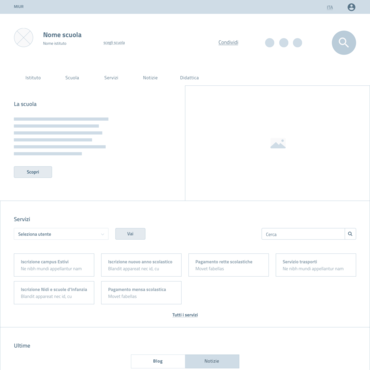 MIUR
ITA
Nome scuola
Nome istituto
scegli scuola
Condividi
Istituto
Scuola
Servizi
Notizie
Didattica
La scuola
Scopri
Servizi
Seleziona utente
VAI
Cerca
Iscrizione campus Estivi
Ne reidi mundi appellantur nam
Iscrizione nuovo anno scolastico
Blandit appareat nec id. cu
Pagamento retta scolastiche
Movet fabellas
Servizio trasporti
Ne reidi mundi appellantur nam
Iscrizione Nidi e scuole d'Infanzia
Blandit appareat nec id. cu
Pagamento mensa scolastica
Movet fabellas
Tutti i servizi
Ultime
Blog
Notizie